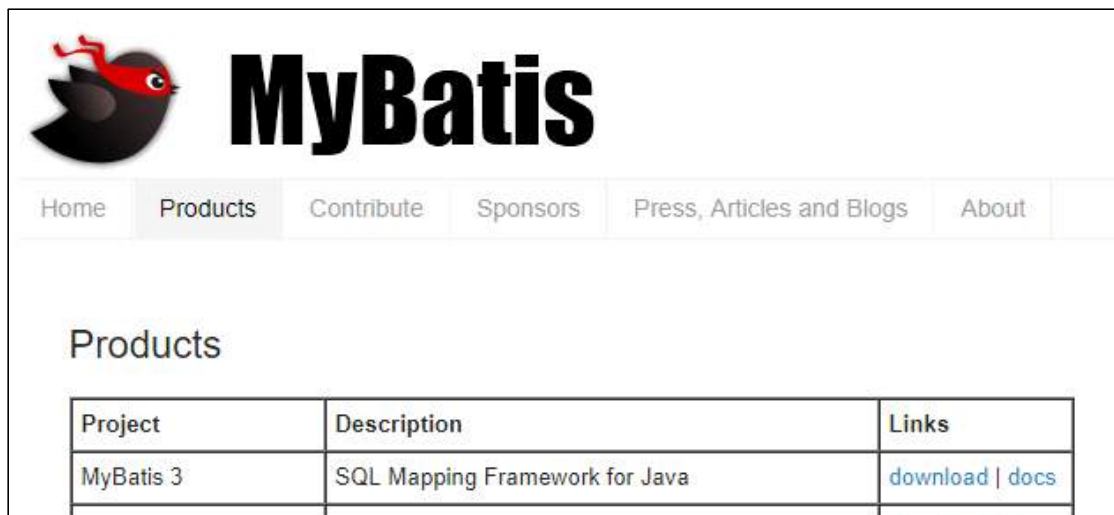 MyBatis
Home Products Contribute Sponsors Press, Articles and Blogs About
Products
Project Description Links
MyBatis 3 SQL Mapping Framework for Java download | docs